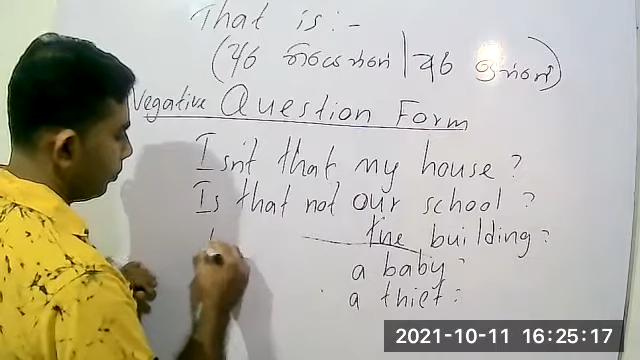 That is :-
Negative Question Form
Isn't that my house ?
Is that not our school ?
the building ?
a baby ?
a thief :
2021-10-11 16:25:17